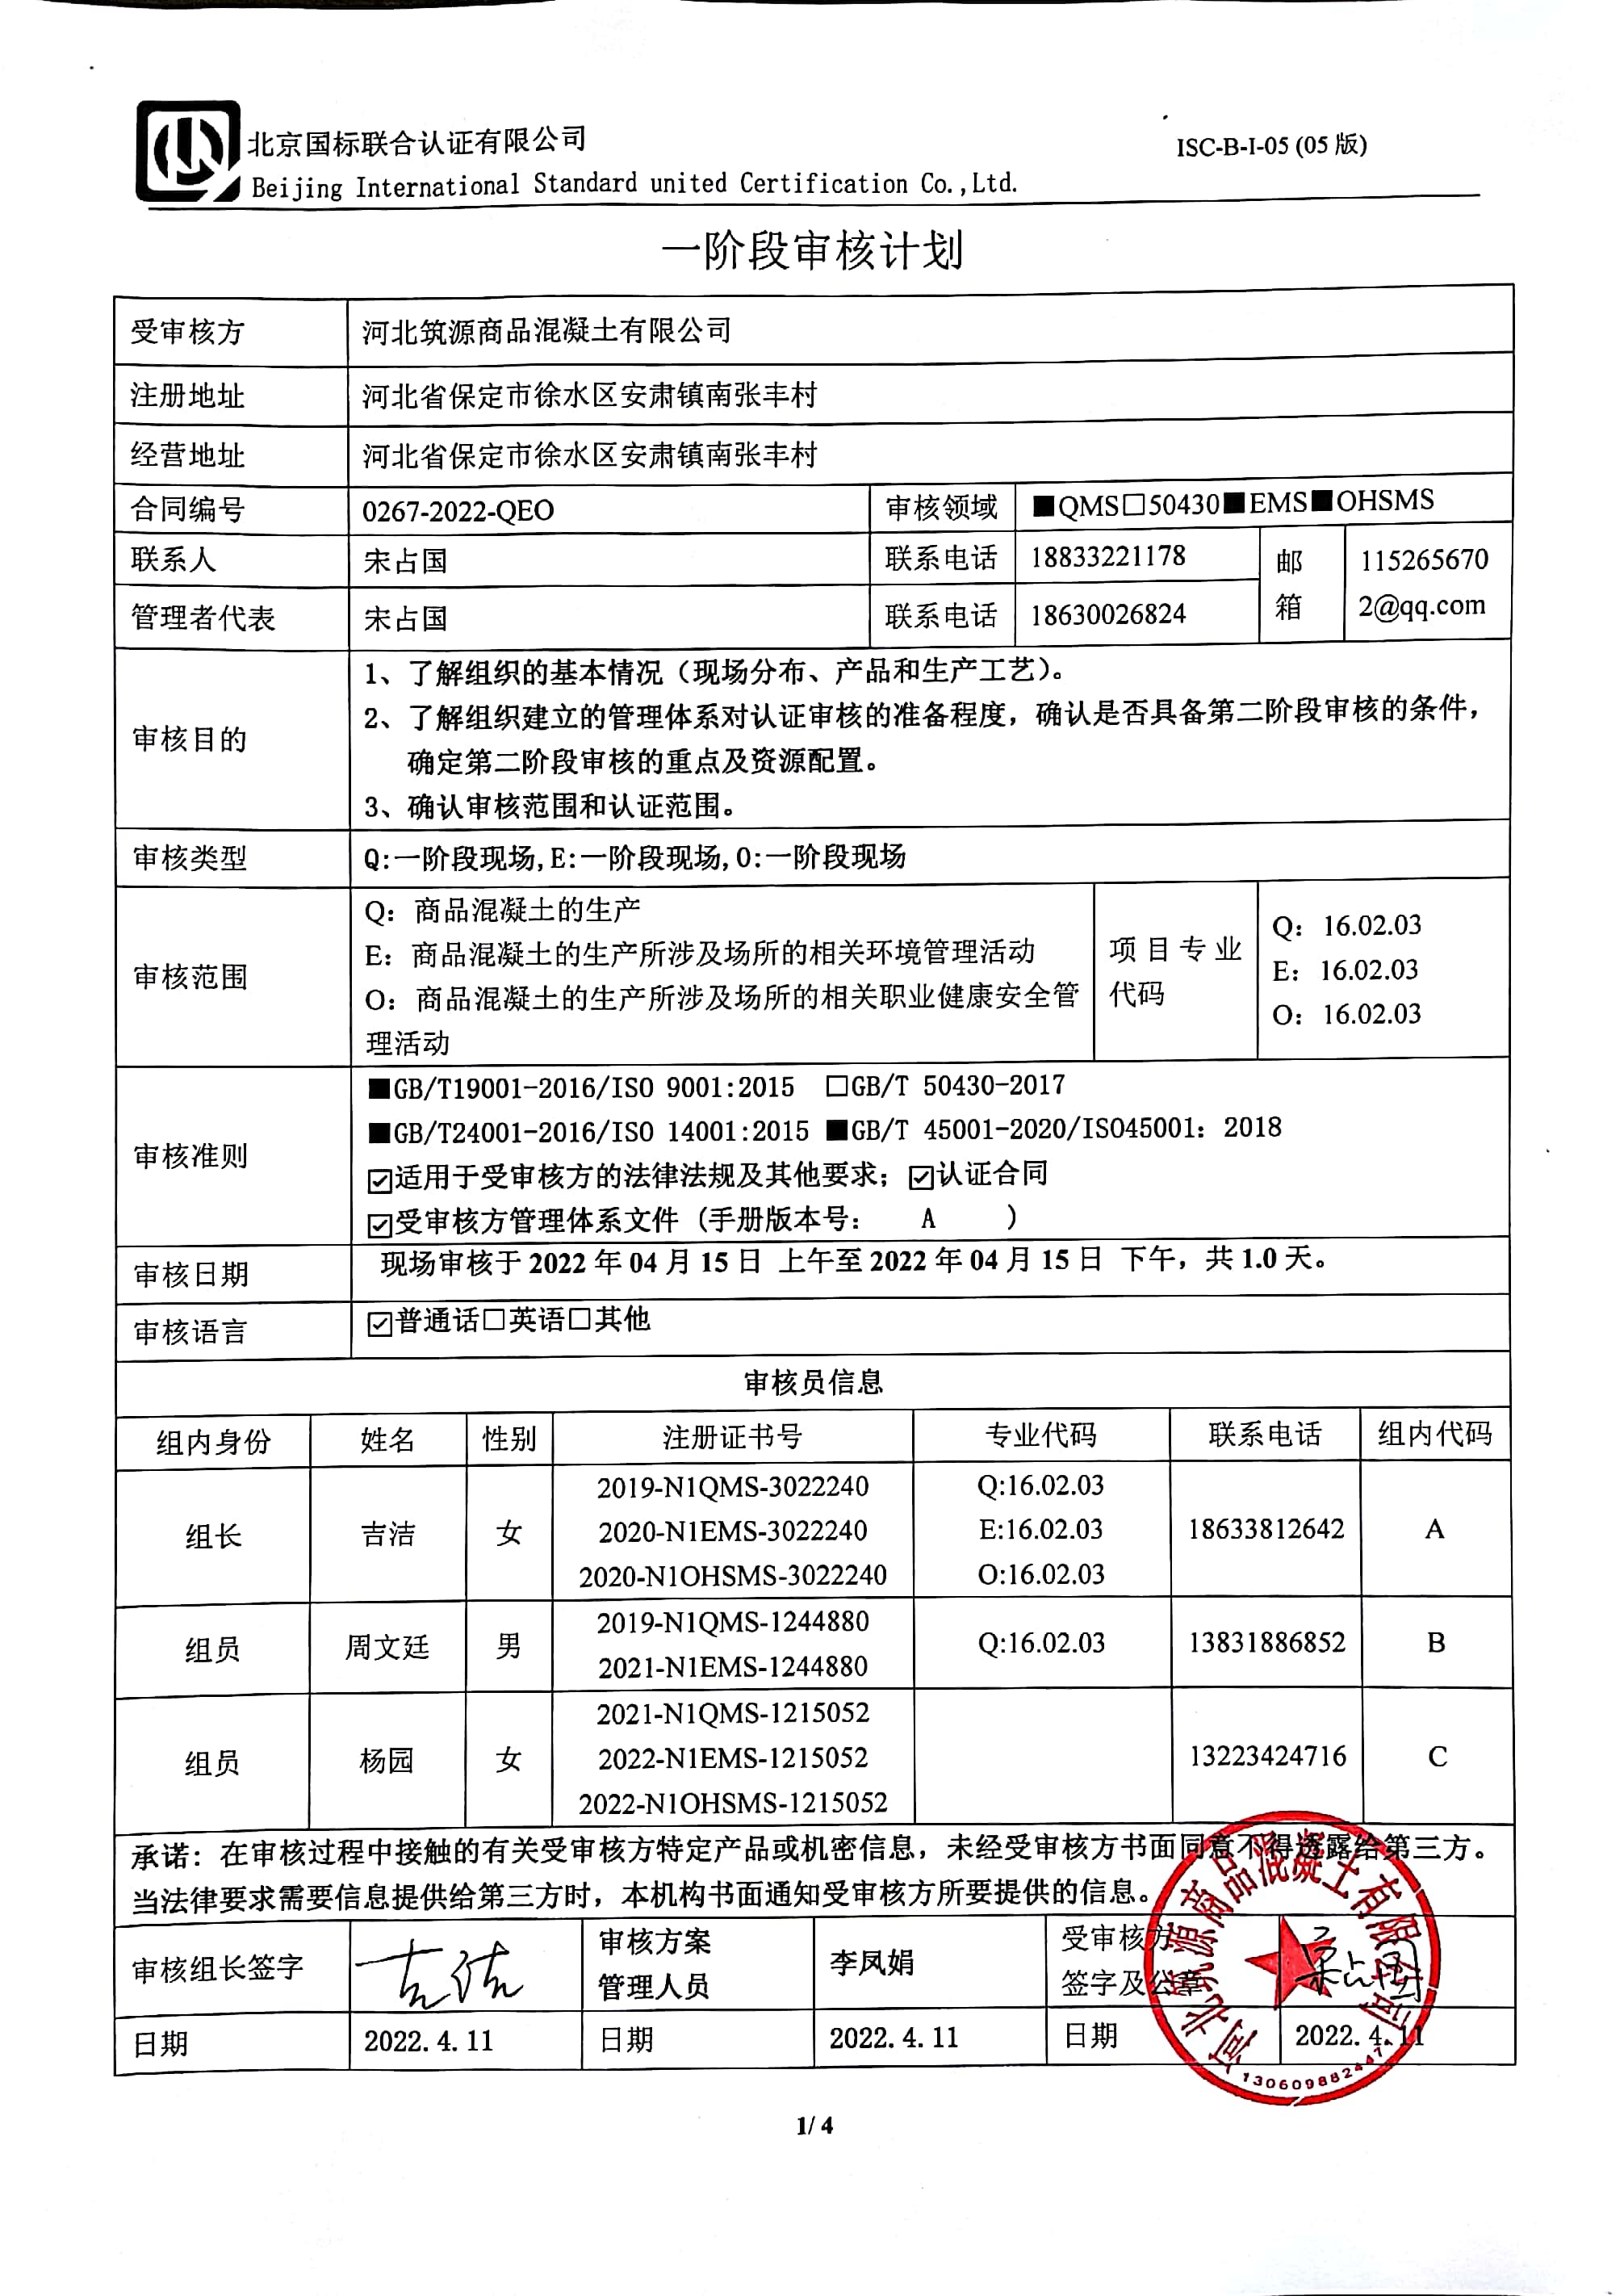 北京国标联合认证有限公司
ISC-B-I-05 (05 版)
Beijing International Standard united Certification Co.,Ltd.
一阶段审核计划
受审核方 河北筑源商品混凝土有限公司
注册地址 河北省保定市徐水区安肃镇南张丰村
经营地址 河北省保定市徐水区安肃镇南张丰村
合同编号 0267-2022-QEO 审核领域 ■QMS□50430■EMS■OHSMS
联系人 宋占国 联系电话 18833221178 邮箱 1152656702@qq.com
管理者代表 宋占国 联系电话 18630026824
审核目的
1、了解组织的基本情况（现场分布、产品和生产工艺）。
2、了解组织建立的管理体系对认证审核的准备程度，确认是否具备第二阶段审核的条件，
确定第二阶段审核的重点及资源配置。
3、确认审核范围和认证范围。
审核类型 Q:一阶段现场,E:一阶段现场,O:一阶段现场
审核范围
Q：商品混凝土的生产
E：商品混凝土的生产所涉及场所的相关环境管理活动
O：商品混凝土的生产所涉及场所的相关职业健康安全管
理活动
项目专业
代码
Q：16.02.03
E：16.02.03
O：16.02.03
审核准则
■GB/T19001-2016/ISO 9001:2015 □GB/T 50430-2017
■GB/T24001-2016/ISO 14001:2015 ■GB/T 45001-2020/ISO45001：2018
☑适用于受审核方的法律法规及其他要求；☑认证合同
☑受审核方管理体系文件（手册版本号： A ）
审核日期 现场审核于 2022 年 04 月 15 日 上午至 2022 年 04 月 15 日 下午，共 1.0 天。
审核语言 ☑普通话□英语□其他
审核员信息
组内身份 姓名 性别 注册证书号 专业代码 联系电话 组内代码
组长 吉洁 女
2019-N1QMS-3022240
2020-N1EMS-3022240
2020-N1OHSMS-3022240
Q:16.02.03
E:16.02.03
O:16.02.03
18633812642 A
组员 周文廷 男
2019-N1QMS-1244880
2021-N1EMS-1244880
Q:16.02.03 13831886852 B
组员 杨园 女
2021-N1QMS-1215052
2022-N1EMS-1215052
2022-N1OHSMS-1215052
13223424716 C
承诺：在审核过程中接触的有关受审核方特定产品或机密信息，未经受审核方书面同意不得透露给第三方。
当法律要求需要信息提供给第三方时，本机构书面通知受审核方所要提供的信息。
审核组长签字 吉洁
审核方案
管理人员
李凤娟
受审核方
签字及公章
宋占国
日期 2022.4.11 日期 2022.4.11 日期 2022.4.11
河北筑源商品混凝土有限公司
1306098824477
1/ 4